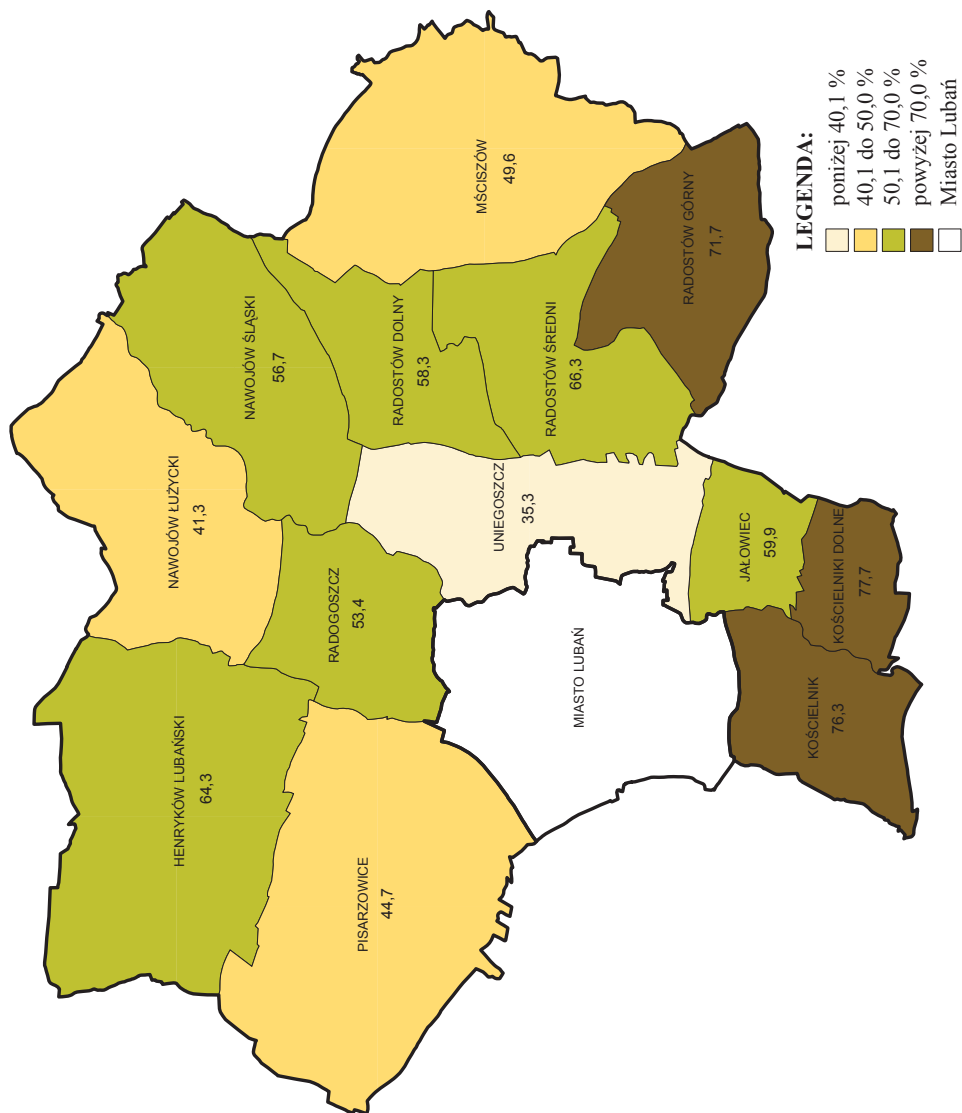 HENRYKÓW LUBAŃSKI
64,3
NAWOJÓW ŁUŻYCKI
41,3
NAWOJÓW ŚLĄSKI
56,7
RADOGOSZCZ
53,4
PISARZOWICE
44,7
RADOSTÓW DOLNY
58,3
MŚCISZÓW
49,6
UNIEGOSZCZ
35,3
RADOSTÓW ŚREDNI
66,3
RADOSTÓW GÓRNY
71,7
MIASTO LUBAŃ
JAŁOWIEC
59,9
KOŚCIELNIK
76,3
KOŚCIELNIKI DOLNE
77,7
LEGENDA:
poniżej 40,1 %
40,1 do 50,0 %
50,1 do 70,0 %
powyżej 70,0 %
Miasto Lubań